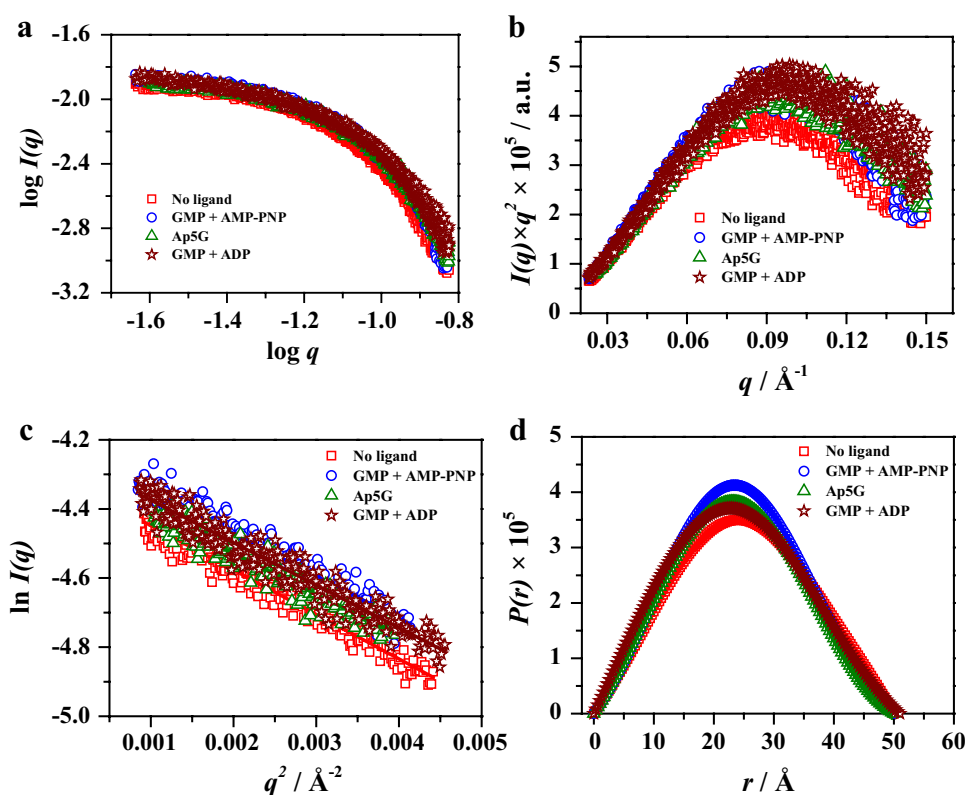 a
-1.6
-2.0
-2.4
-2.8
-3.2
log I(q)
No ligand
GMP + AMP-PNP
Ap5G
GMP + ADP
-1.6 -1.4 -1.2 -1.0 -0.8
log q
b
5
4
3
2
1
0
I(q)×q² × 10⁵ / a.u.
No ligand
GMP + AMP-PNP
Ap5G
GMP + ADP
0.03 0.06 0.09 0.12 0.15
q / Å⁻¹
c
-4.2
-4.4
-4.6
-4.8
-5.0
ln I(q)
No ligand
GMP + AMP-PNP
Ap5G
GMP + ADP
0.001 0.002 0.003 0.004 0.005
q² / Å⁻²
d
5
4
3
2
1
0
P(r) × 10⁵
No ligand
GMP + AMP-PNP
Ap5G
GMP + ADP
0 10 20 30 40 50 60
r / Å